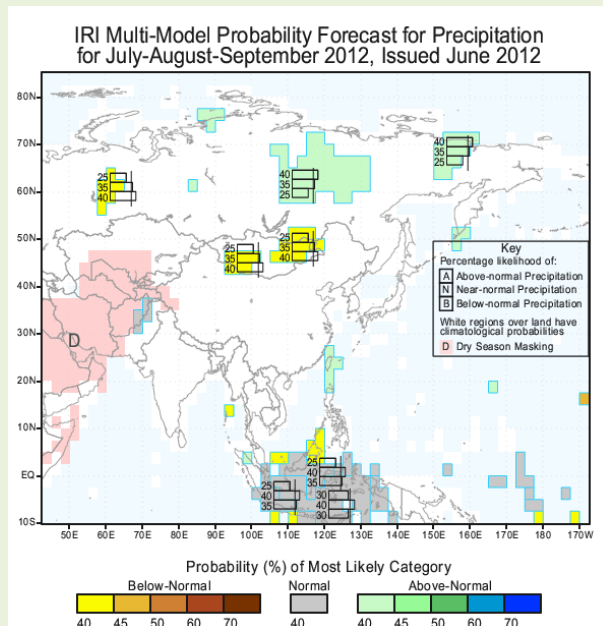 IRI Multi-Model Probability Forecast for Precipitation
for July-August-September 2012, Issued June 2012
80N
70N
60N
50N
40N
30N
20N
10N
EQ
10S
50E 60E 70E 80E 90E 100E 110E 120E 130E 140E 150E 160E 170E 180 170W
40
35
25
25
35
40
40
35
25
25
35
40
25
35
40
D
25
40
35
25
40
35
30
40
30
Key
Percentage likelihood of:
A Above-normal Precipitation
N Near-normal Precipitation
B Below-normal Precipitation
White regions over land have
climatological probabilities
D Dry Season Masking
Probability (%) of Most Likely Category
Below-Normal Normal Above-Normal
40 45 50 60 70 40 40 45 50 60 70